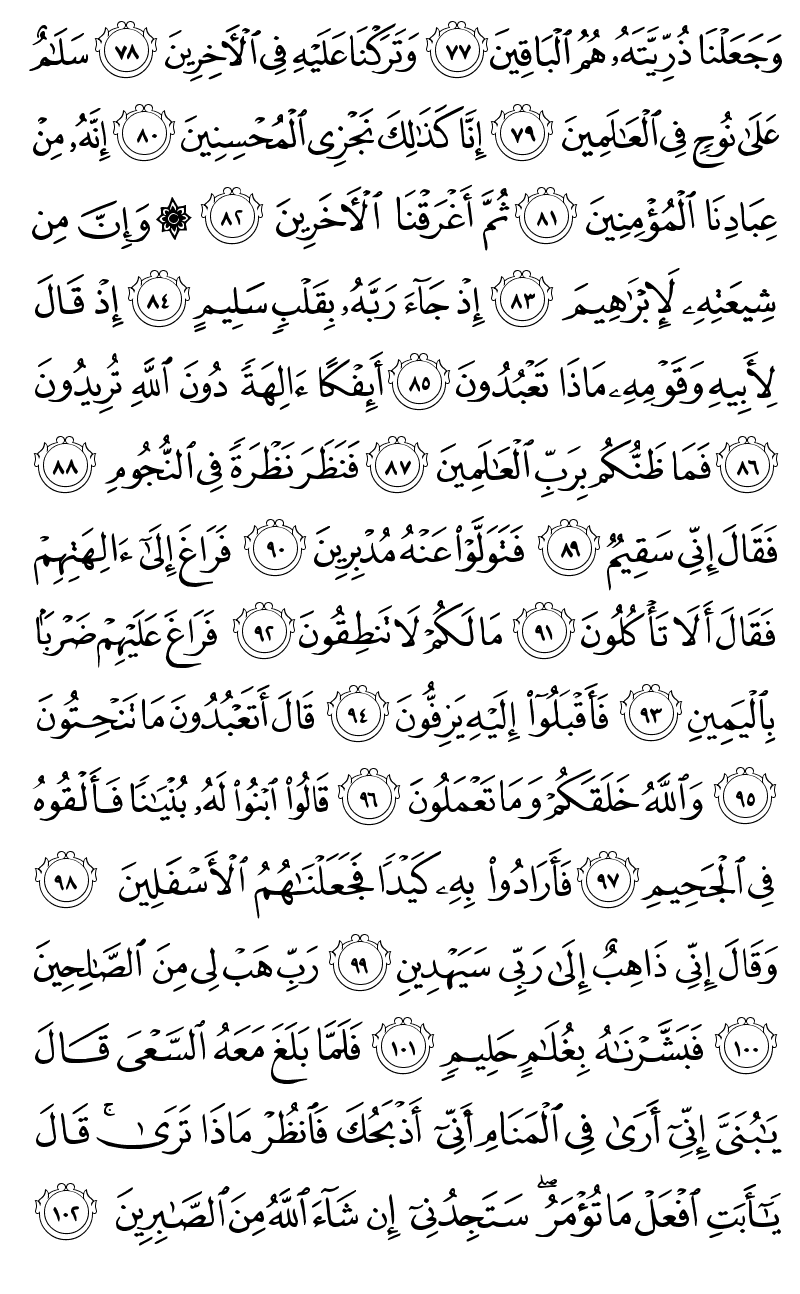 وَجَعَلْنَا ذُرِّيَّتَهُۥ هُمُ ٱلْبَاقِينَ ٧٧ وَتَرَكْنَا عَلَيْهِ فِى ٱلْأَخِرِينَ ٧٨ سَلَٰمٌ
عَلَىٰ نُوحٍ فِى ٱلْعَٰلَمِينَ ٧٩ إِنَّا كَذَٰلِكَ نَجْزِى ٱلْمُحْسِنِينَ ٨٠ إِنَّهُۥ مِنْ
عِبَادِنَا ٱلْمُؤْمِنِينَ ٨١ ثُمَّ أَغْرَقْنَا ٱلْأَخَرِينَ ٨٢ ۞ وَإِنَّ مِن
شِيعَتِهِۦ لَإِبْرَٰهِيمَ ٨٣ إِذْ جَآءَ رَبَّهُۥ بِقَلْبٍ سَلِيمٍ ٨٤ إِذْ قَالَ
لِأَبِيهِ وَقَوْمِهِۦ مَاذَا تَعْبُدُونَ ٨٥ أَئِفْكًا ءَالِهَةً دُونَ ٱللَّهِ تُرِيدُونَ
٨٦ فَمَا ظَنُّكُم بِرَبِّ ٱلْعَٰلَمِينَ ٨٧ فَنَظَرَ نَظْرَةً فِى ٱلنُّجُومِ ٨٨
فَقَالَ إِنِّى سَقِيمٌ ٨٩ فَتَوَلَّوْا۟ عَنْهُ مُدْبِرِينَ ٩٠ فَرَاغَ إِلَىٰٓ ءَالِهَتِهِمْ
فَقَالَ أَلَا تَأْكُلُونَ ٩١ مَا لَكُمْ لَا تَنطِقُونَ ٩٢ فَرَاغَ عَلَيْهِمْ ضَرْبًۢا
بِٱلْيَمِينِ ٩٣ فَأَقْبَلُوٓا۟ إِلَيْهِ يَزِفُّونَ ٩٤ قَالَ أَتَعْبُدُونَ مَا تَنْحِتُونَ
٩٥ وَٱللَّهُ خَلَقَكُمْ وَمَا تَعْمَلُونَ ٩٦ قَالُوا۟ ٱبْنُوا۟ لَهُۥ بُنْيَٰنًا فَأَلْقُوهُ
فِى ٱلْجَحِيمِ ٩٧ فَأَرَادُوا۟ بِهِۦ كَيْدًا فَجَعَلْنَٰهُمُ ٱلْأَسْفَلِينَ ٩٨
وَقَالَ إِنِّى ذَاهِبٌ إِلَىٰ رَبِّى سَيَهْدِينِ ٩٩ رَبِّ هَبْ لِى مِنَ ٱلصَّٰلِحِينَ
١٠٠ فَبَشَّرْنَٰهُ بِغُلَٰمٍ حَلِيمٍ ١٠١ فَلَمَّا بَلَغَ مَعَهُ ٱلسَّعْىَ قَالَ
يَٰبُنَىَّ إِنِّىٓ أَرَىٰ فِى ٱلْمَنَامِ أَنِّىٓ أَذْبَحُكَ فَٱنظُرْ مَاذَا تَرَىٰ ۚ قَالَ
يَٰٓأَبَتِ ٱفْعَلْ مَا تُؤْمَرُ ۖ سَتَجِدُنِىٓ إِن شَآءَ ٱللَّهُ مِنَ ٱلصَّٰبِرِينَ ١٠٢